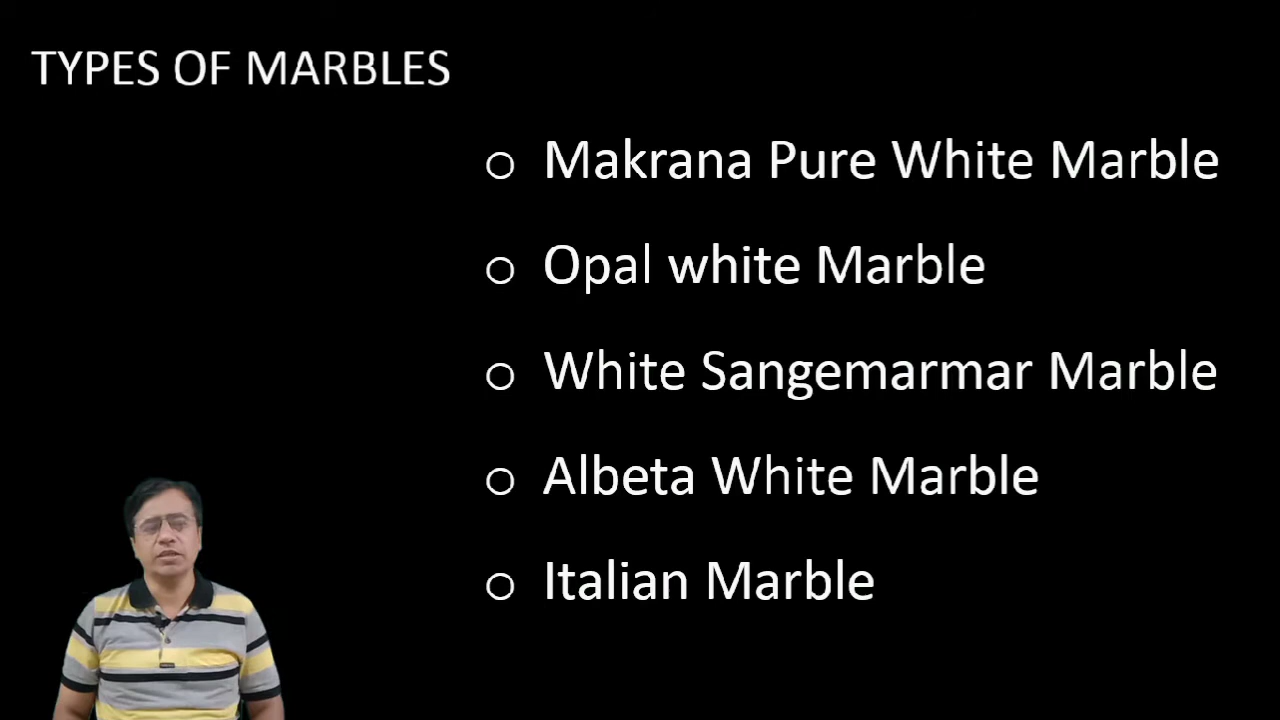 TYPES OF MARBLES
o Makrana Pure White Marble
o Opal white Marble
o White Sangemarmar Marble
o Albeta White Marble
o Italian Marble